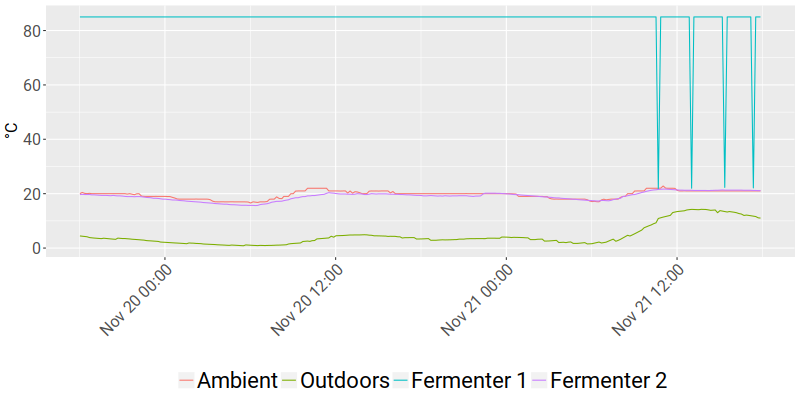 80
60
40
20
0
°C
Nov 20 00:00
Nov 20 12:00
Nov 21 00:00
Nov 21 12:00
Ambient Outdoors Fermenter 1 Fermenter 2